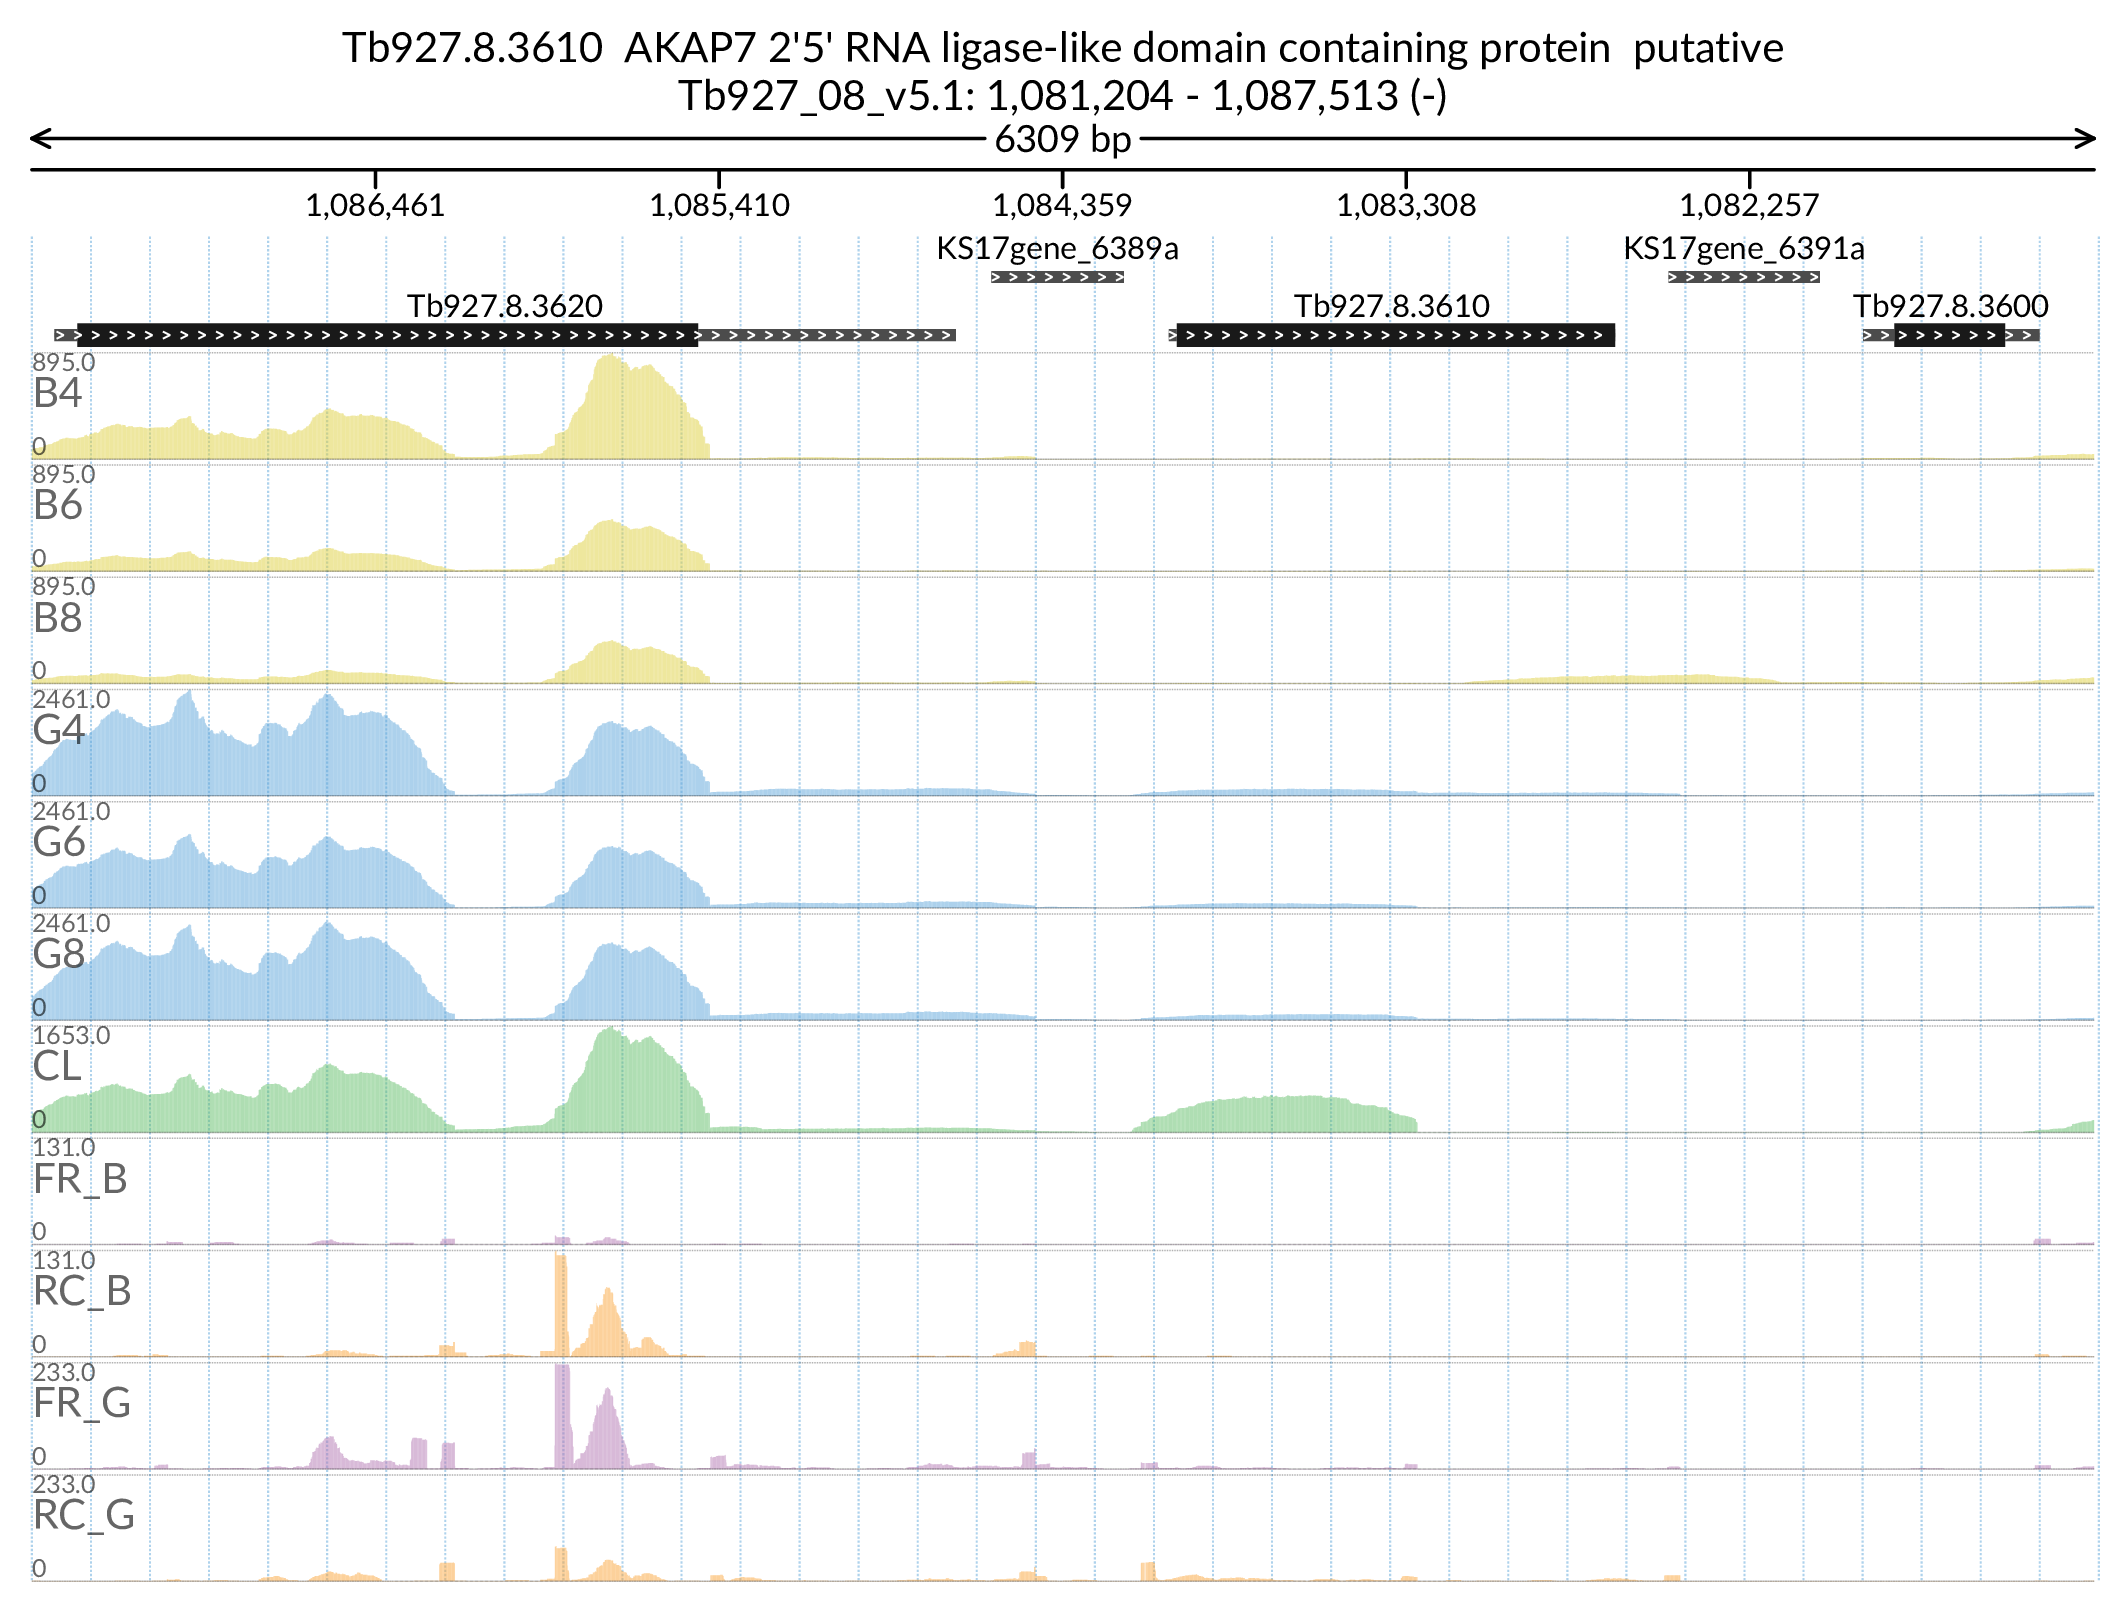 Tb927.8.3610  AKAP7 2'5' RNA ligase-like domain containing protein  putative
Tb927_08_v5.1: 1,081,204 - 1,087,513 (-)
6309 bp
1,086,461 1,085,410 1,084,359 1,083,308 1,082,257
KS17gene_6389a KS17gene_6391a
Tb927.8.3620 Tb927.8.3610 Tb927.8.3600
895.0
B4
0
895.0
B6
0
895.0
B8
0
2461.0
G4
0
2461.0
G6
0
2461.0
G8
0
1653.0
CL
0
131.0
FR_B
0
131.0
RC_B
0
233.0
FR_G
0
233.0
RC_G
0